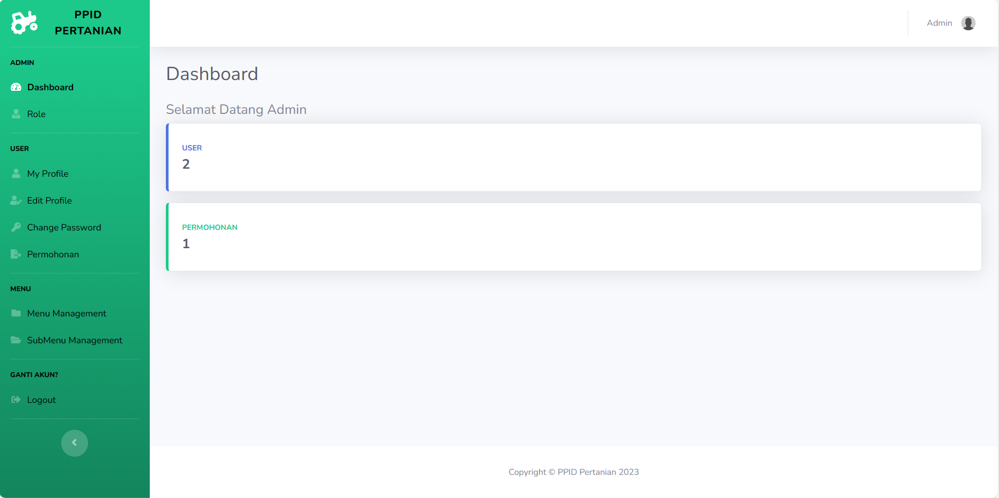 PPID
PERTANIAN
ADMIN
Dashboard
Role
USER
My Profile
Edit Profile
Change Password
Permohonan
MENU
Menu Management
SubMenu Management
GANTI AKUN?
Logout
Admin
Dashboard
Selamat Datang Admin
USER
2
PERMOHONAN
1
Copyright © PPID Pertanian 2023